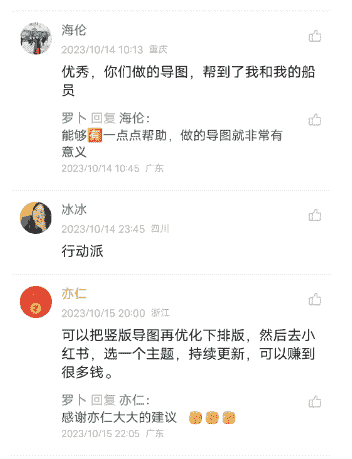 海伦
2023/10/14 10:13 重庆
优秀，你们做的导图，帮到了我和我的船
员
罗卜 回复 海伦：
能够🈶一点点帮助，做的导图就非常有
意义
2023/10/14 10:45 广东
冰冰
2023/10/14 23:45 四川
行动派
亦仁
2023/10/15 20:00 浙江
可以把竖版导图再优化下排版，然后去小
红书，选一个主题，持续更新，可以赚到
很多钱。
罗卜 回复 亦仁：
感谢亦仁大大的建议
2023/10/15 22:05 广东